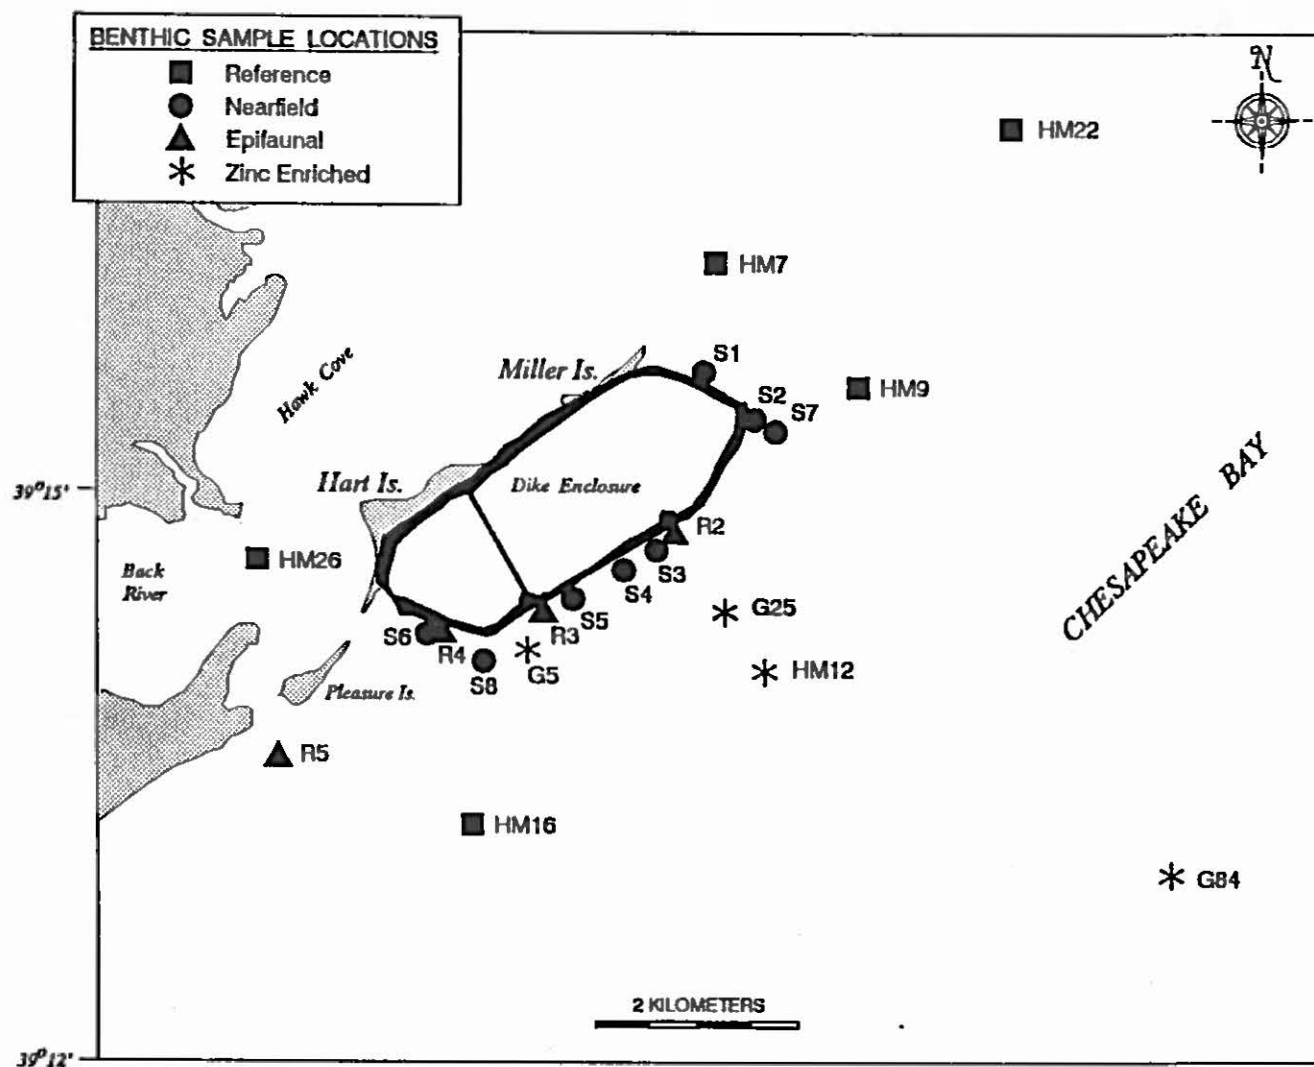 BENTHIC SAMPLE LOCATIONS
Reference
Nearfield
Epifaunal
Zinc Enriched
N
HM22
HM7
S1
Miller Is.
HM9
S2
S7
Hawk Cove
Hart Is.
Dike Enclosure
39°15'
CHESAPEAKE BAY
R2
HM26
S3
Back
River
S4
G25
S5
S6
R4
R3
S8
G5
HM12
Pleasure Is.
R5
HM16
G84
2 KILOMETERS
39°12'